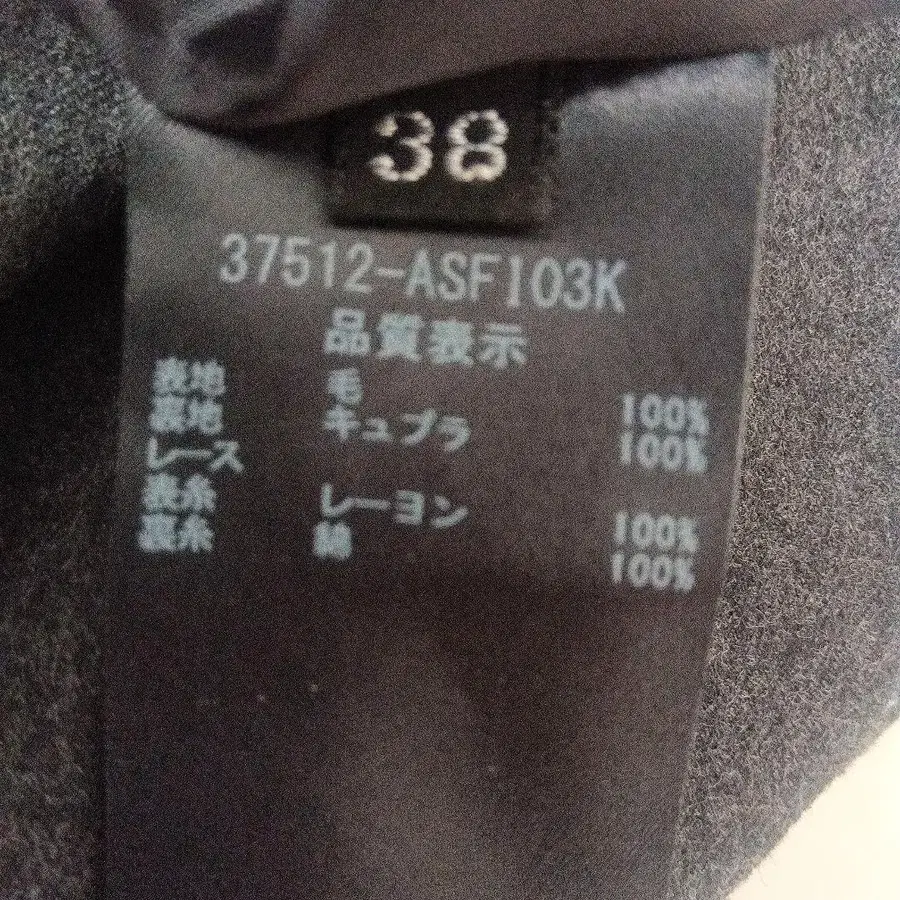 38
37512-ASFI03K
品質表示
表地 毛 100%
裏地 キュプラ 100%
レース
表糸 レーヨン 100%
裏糸 綿 100%